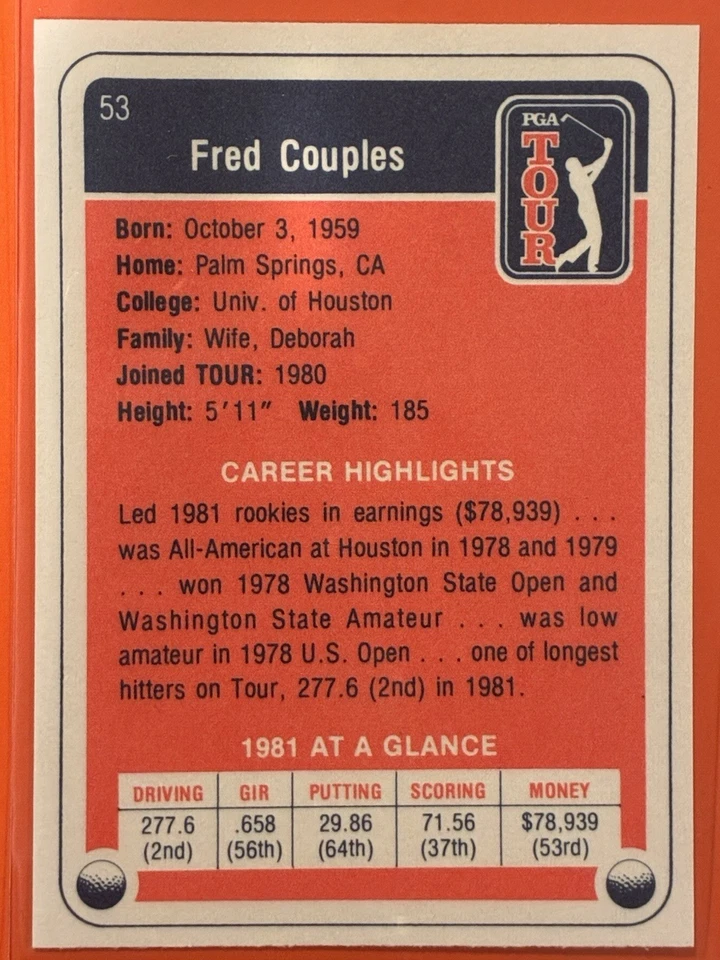 53
Fred Couples
PGA
TOUR
Born: October 3, 1959
Home: Palm Springs, CA
College: Univ. of Houston
Family: Wife, Deborah
Joined TOUR: 1980
Height: 5'11" Weight: 185
CAREER HIGHLIGHTS
Led 1981 rookies in earnings ($78,939) . . .
was All-American at Houston in 1978 and 1979
. . . won 1978 Washington State Open and
Washington State Amateur . . . was low
amateur in 1978 U.S. Open . . . one of longest
hitters on Tour, 277.6 (2nd) in 1981.
1981 AT A GLANCE
DRIVING GIR PUTTING SCORING MONEY
277.6 .658 29.86 71.56 $78,939
(2nd) (56th) (64th) (37th) (53rd)